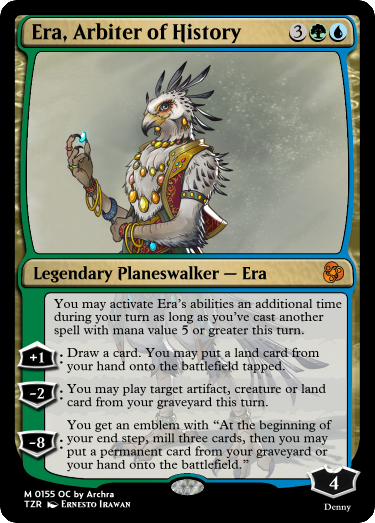 Era, Arbiter of History 3
Legendary Planeswalker — Era
You may activate Era's abilities an additional time
during your turn as long as you've cast another
spell with mana value 5 or greater this turn.
+1 : Draw a card. You may put a land card from
your hand onto the battlefield tapped.
-2 : You may play target artifact, creature or land
card from your graveyard this turn.
You get an emblem with “At the beginning of
-8 : your end step, mill three cards, then you may
put a permanent card from your graveyard or
your hand onto the battlefield.”
4
M 0155 OC by Archra
TZR Ernesto Irawan
Denny